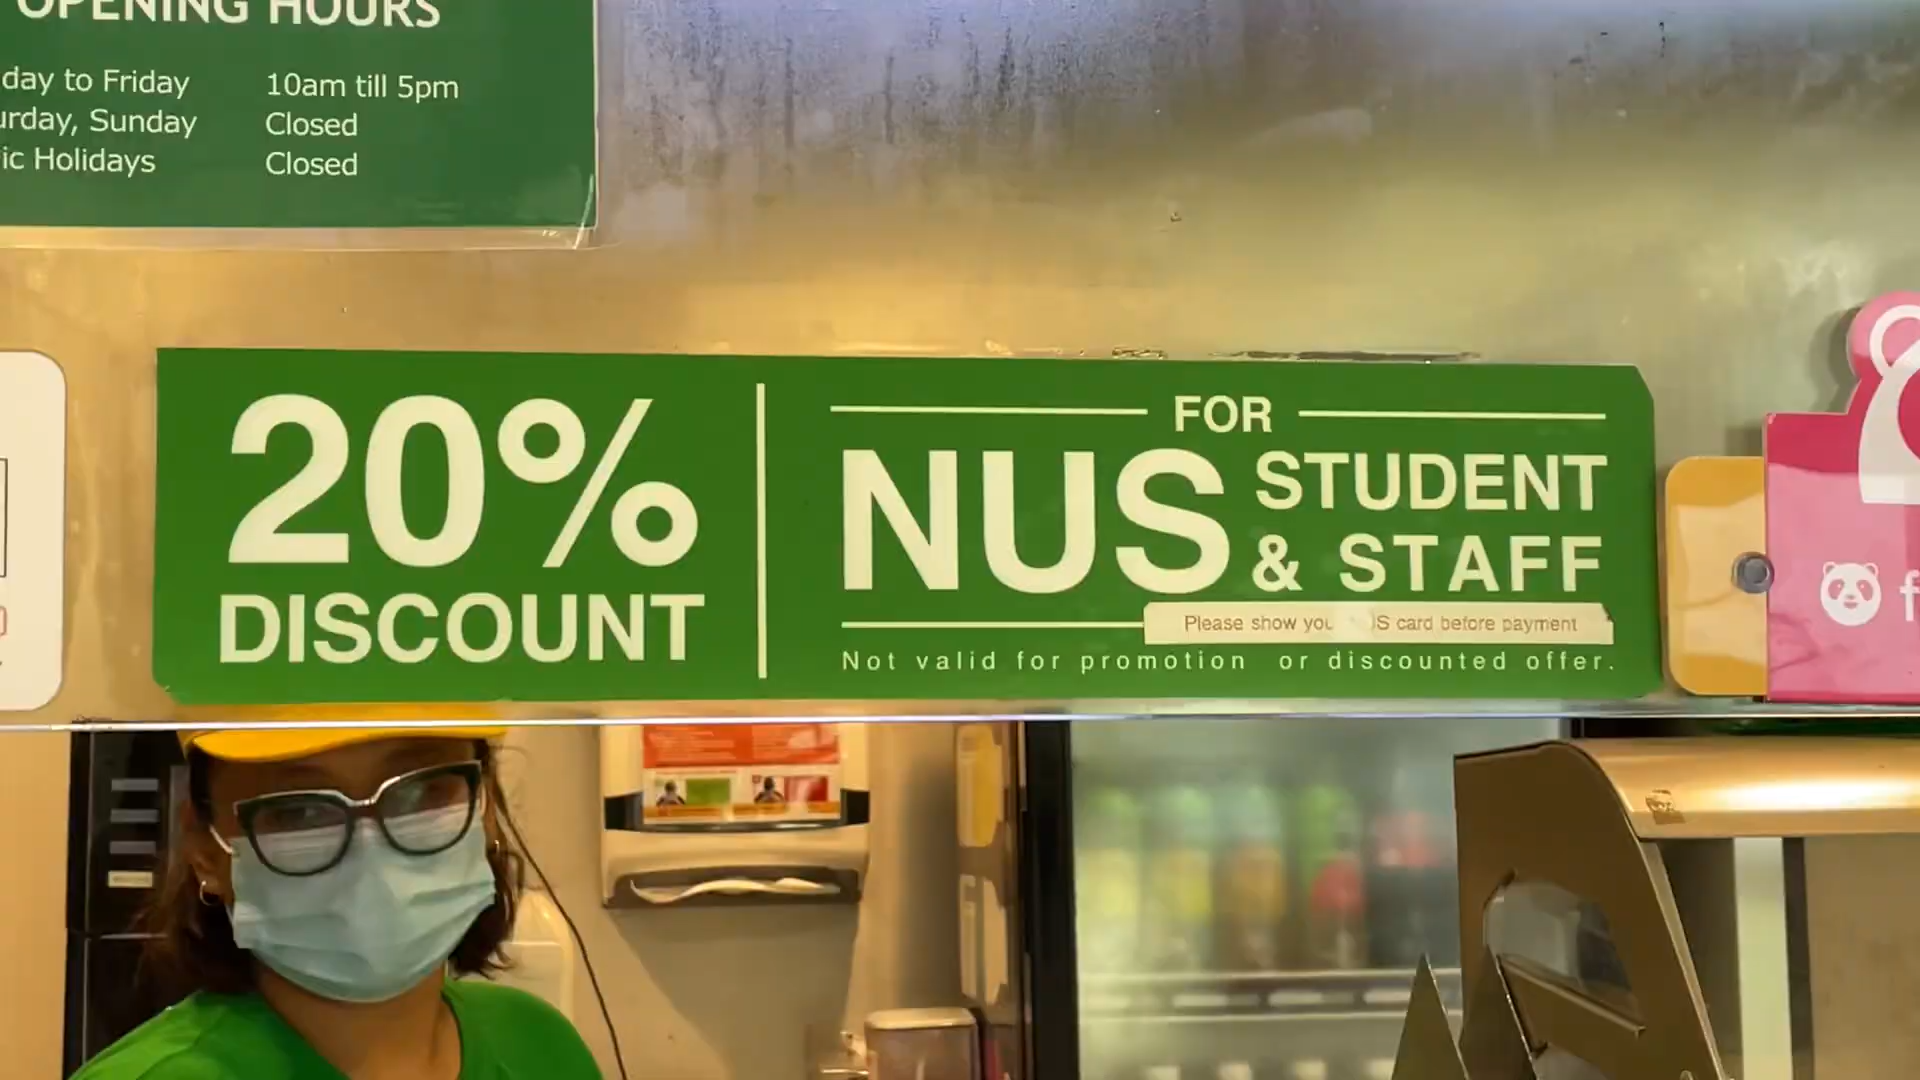 OPENING HOURS
day to Friday 10am till 5pm
urday, Sunday Closed
ic Holidays Closed
20%
DISCOUNT
FOR
NUS STUDENT
& STAFF
Please show you S card before payment
Not valid for promotion or discounted offer.
f